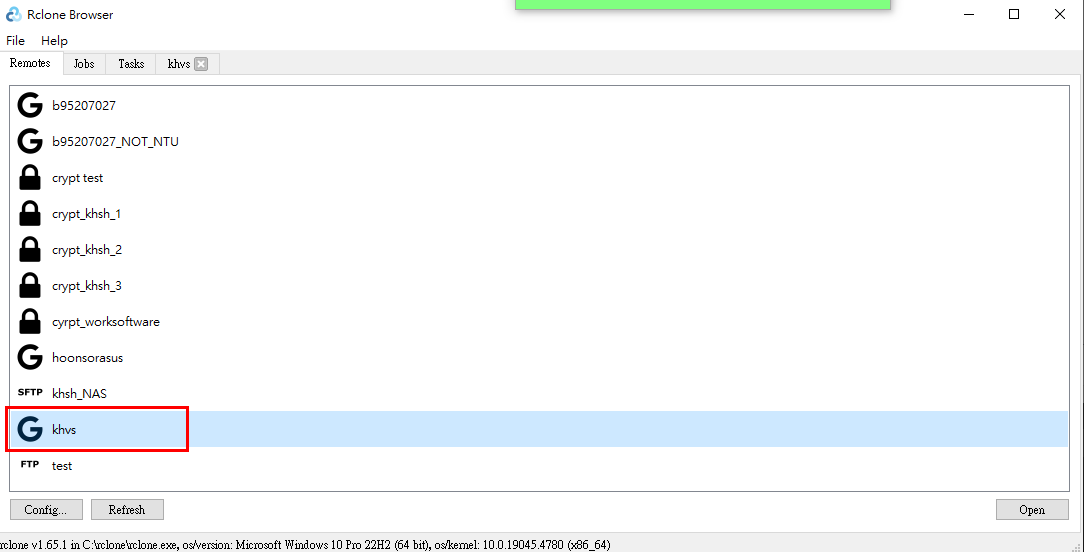 Rclone Browser
File Help
Remotes Jobs Tasks khvs
b95207027
b95207027_NOT_NTU
crypt test
crypt_khsh_1
crypt_khsh_2
crypt_khsh_3
cyrpt_worksoftware
hoonsorasus
SFTP khsh_NAS
khvs
FTP test
Config... Refresh Open
rclone v1.65.1 in C:\rclone\rclone.exe, os/version: Microsoft Windows 10 Pro 22H2 (64 bit), os/kernel: 10.0.19045.4780 (x86_64)